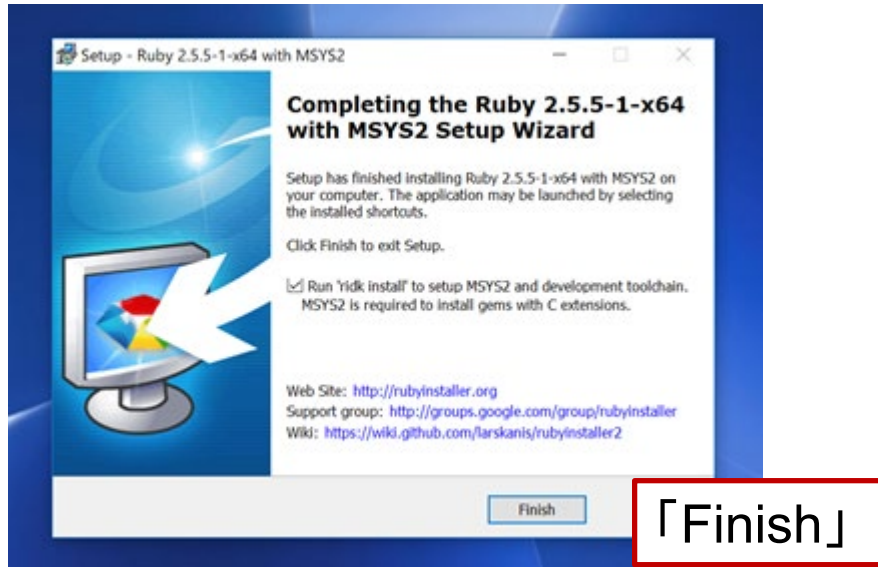 Setup - Ruby 2.5.5-1-x64 with MSYS2
Completing the Ruby 2.5.5-1-x64
with MSYS2 Setup Wizard
Setup has finished installing Ruby 2.5.5-1-x64 with MSYS2 on
your computer. The application may be launched by selecting
the installed shortcuts.
Click Finish to exit Setup.
Run 'ridk install' to setup MSYS2 and development toolchain.
MSYS2 is required to install gems with C extensions.
Web Site: http://rubyinstaller.org
Support group: http://groups.google.com/group/rubyinstaller
Wiki: https://wiki.github.com/larskanis/rubyinstaller2
Finish
「Finish」